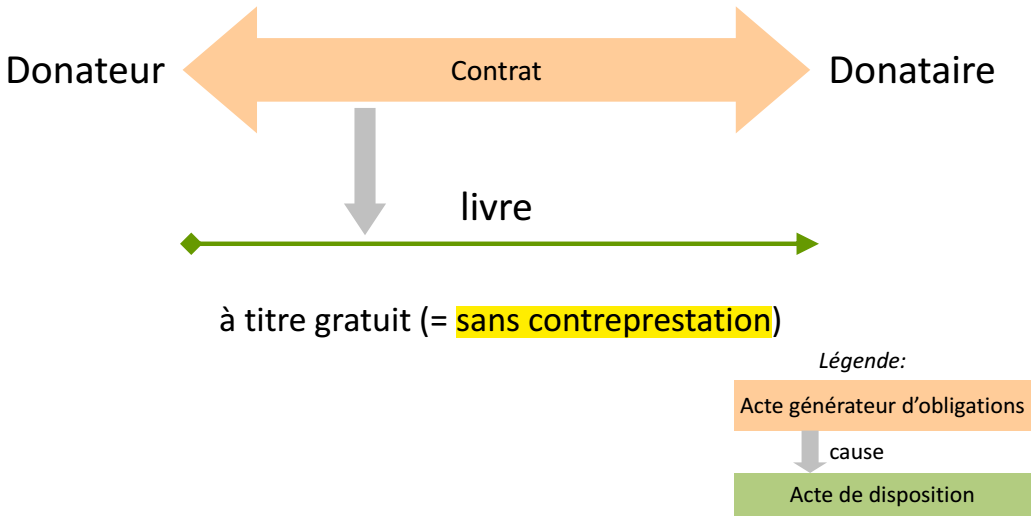 Donateur Contrat Donataire
livre
à titre gratuit (= sans contreprestation)
Légende:
Acte générateur d’obligations
cause
Acte de disposition